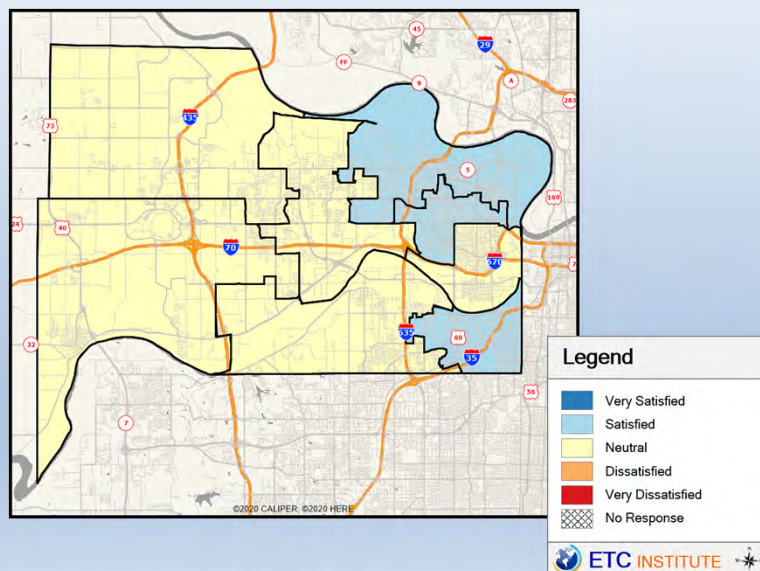 45
29
FF
A
9
283
435
73
5
169
24
40
70
670
635
69
32
35
56
7
©2020 CALIPER; ©2020 HERE
Legend
Very Satisfied
Satisfied
Neutral
Dissatisfied
Very Dissatisfied
No Response
ETC INSTITUTE